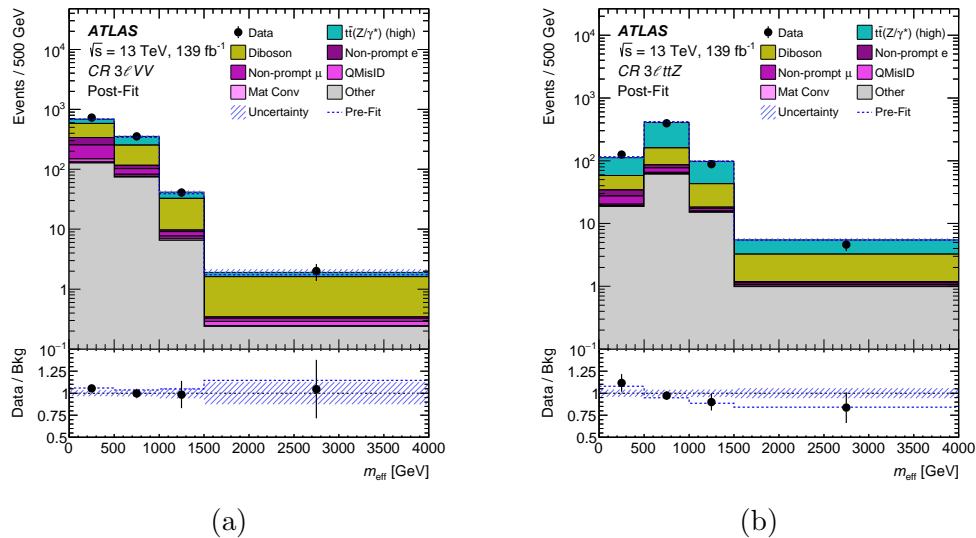 Events / 500 GeV
10⁴
10³
10²
10
1
10⁻¹
ATLAS
√s = 13 TeV, 139 fb⁻¹
CR 3ℓVV
Post-Fit
Data
tt̄(Z/γ*) (high)
Diboson
Non-prompt e
Non-prompt μ
QMisID
Mat Conv
Other
Uncertainty
Pre-Fit
Data / Bkg
1.25
1
0.75
0.5
0 500 1000 1500 2000 2500 3000 3500 4000
m_eff [GeV]
(a)
Events / 500 GeV
10⁴
10³
10²
10
1
10⁻¹
ATLAS
√s = 13 TeV, 139 fb⁻¹
CR 3ℓttZ
Post-Fit
Data
tt̄(Z/γ*) (high)
Diboson
Non-prompt e
Non-prompt μ
QMisID
Mat Conv
Other
Uncertainty
Pre-Fit
Data / Bkg
1.25
1
0.75
0.5
0 500 1000 1500 2000 2500 3000 3500 4000
m_eff [GeV]
(b)